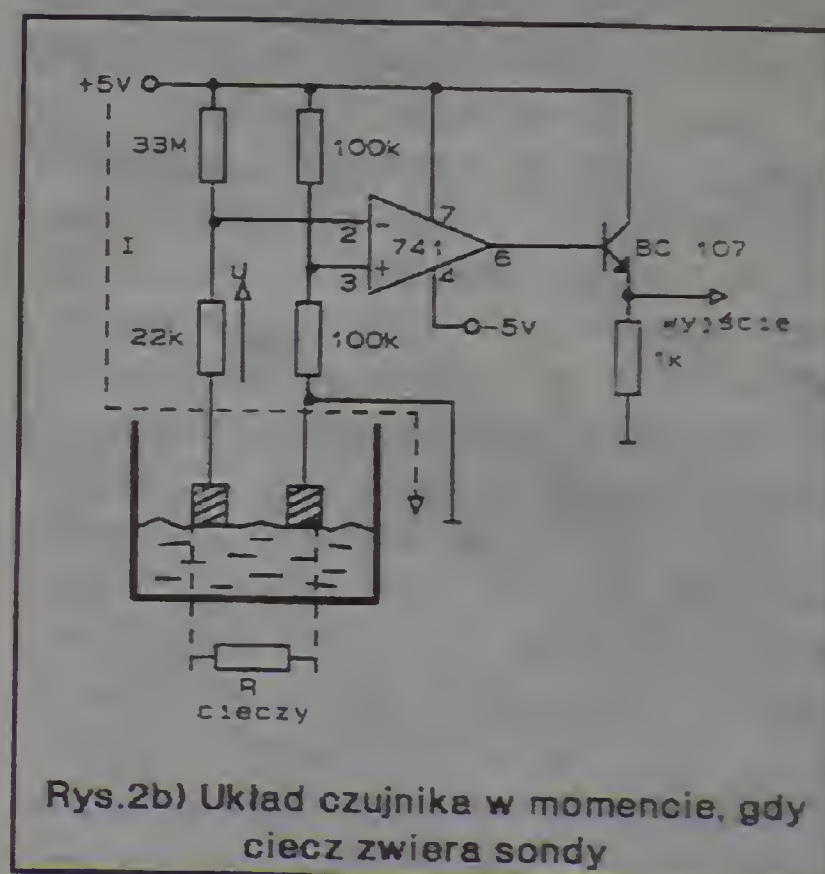 +5V
33M
100k
I
2
-
7
741
6
BC 107
3
+
4
U
22k
100k
-5V
wyjście
1k
R
cieczy
Rys.2b) Układ czujnika w momencie, gdy
ciecz zwiera sondy